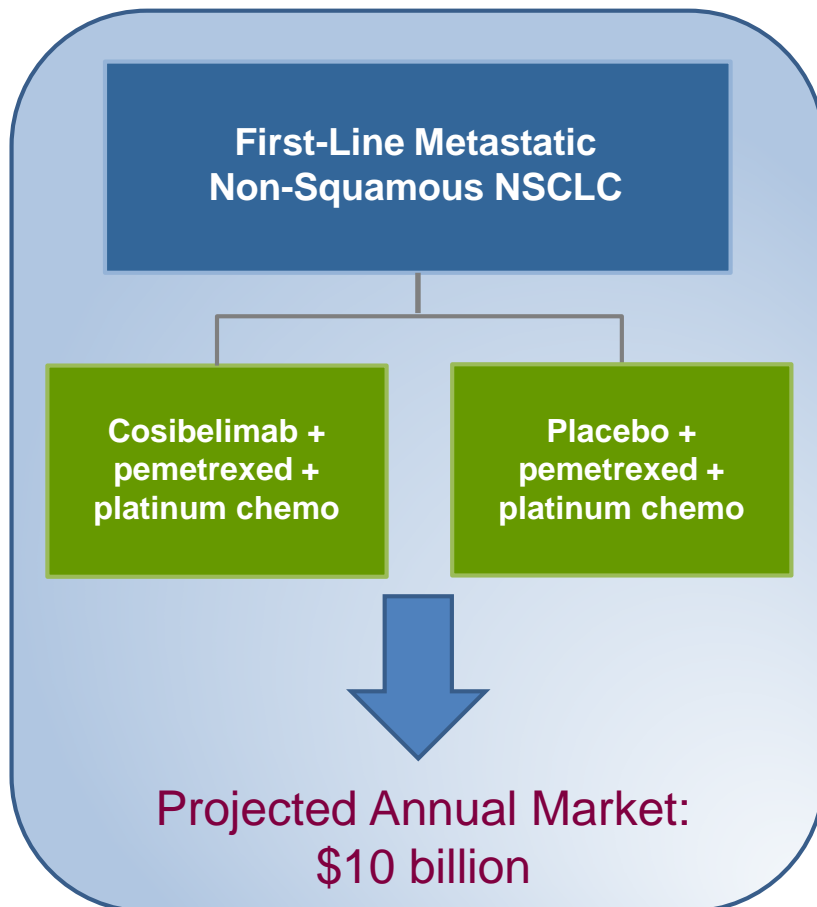 First-Line Metastatic
Non-Squamous NSCLC
Cosibelimab +
pemetrexed +
platinum chemo
Placebo +
pemetrexed +
platinum chemo
Projected Annual Market:
$10 billion